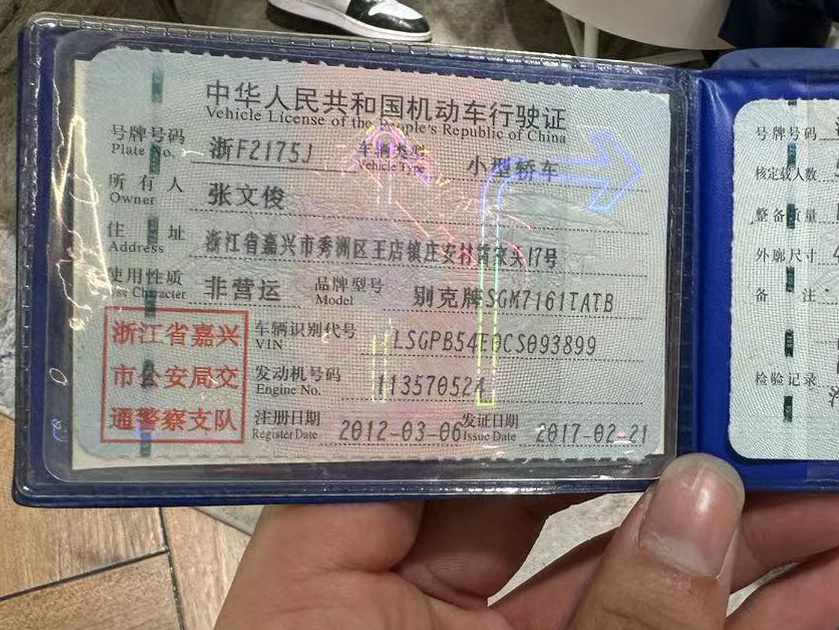 中华人民共和国机动车行驶证
Vehicle License of the People's Republic of China
号牌号码 浙F2175J 车辆类型 小型轿车
Plate No. Vehicle Type
所有人 张文俊
Owner
住址 浙江省嘉兴市秀洲区王店镇庄安村富家头17号
Address
使用性质 非营运 品牌型号 别克牌SGM7161TATB
Use Character Model
浙江省嘉兴
市公安局交
通警察支队
车辆识别代号 LSGPB54E0CS093899
VIN
发动机号码 113570524
Engine No.
注册日期 2012-03-06 发证日期 2017-02-21
Register Date Issue Date
号牌号码
核定载人数
整备质量
外廓尺寸
备注
检验记录